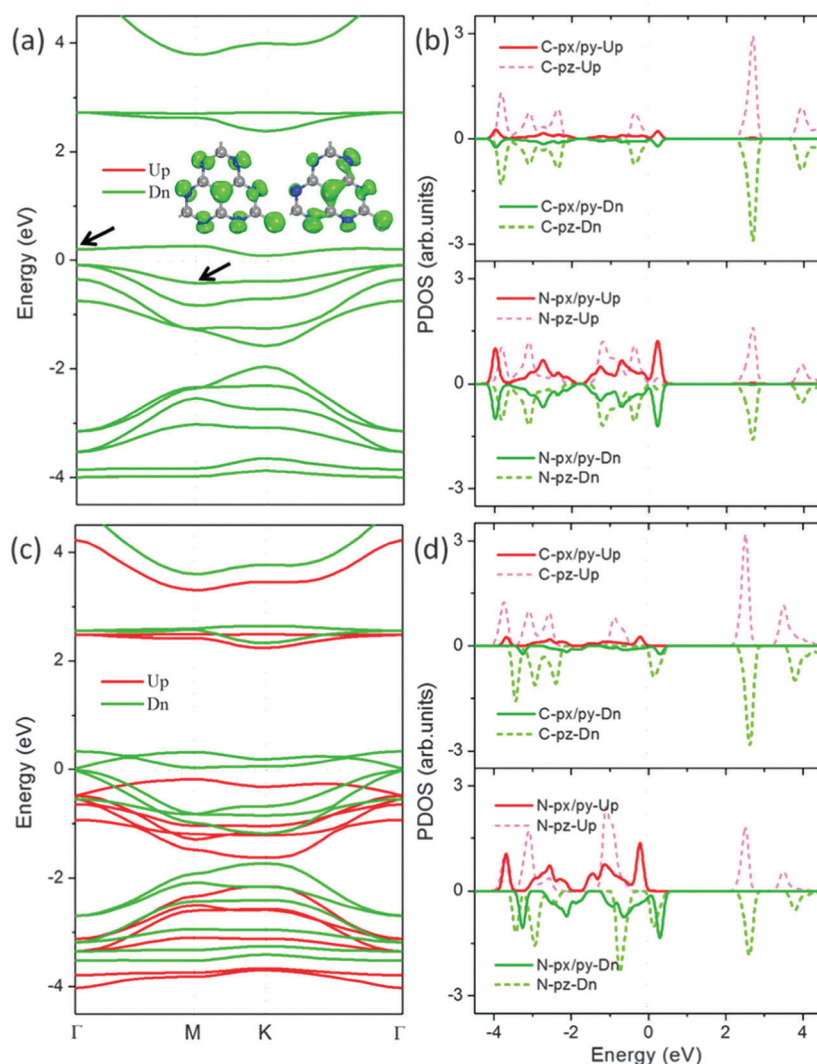 (a)
4
2
0
-2
-4
Energy (eV)
Up
Dn
(b)
3
0
-3
3
0
-3
PDOS (arb.units)
C-px/py-Up
C-pz-Up
C-px/py-Dn
C-pz-Dn
N-px/py-Up
N-pz-Up
N-px/py-Dn
N-pz-Dn
(c)
4
2
0
-2
-4
Energy (eV)
Up
Dn
Γ M K Γ
(d)
3
0
-3
3
0
-3
PDOS (arb.units)
C-px/py-Up
C-pz-Up
C-px/py-Dn
C-pz-Dn
N-px/py-Up
N-pz-Up
N-px/py-Dn
N-pz-Dn
-4 -2 0 2 4
Energy (eV)